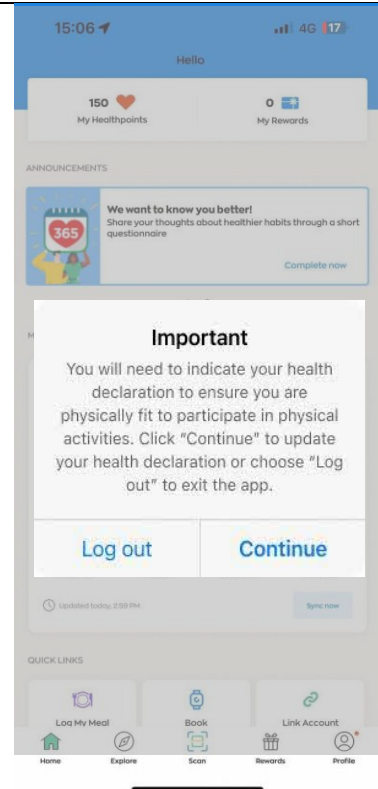 15:06
4G 17
Hello
150
0
My Healthpoints
My Rewards
ANNOUNCEMENTS
365
We want to know you better!
Share your thoughts about healthier habits through a short
questionnaire
Complete now
M
Important
You will need to indicate your health
declaration to ensure you are
physically fit to participate in physical
activities. Click “Continue” to update
your health declaration or choose “Log
out” to exit the app.
Log out
Continue
Updated today, 2:59 PM
Sync now
QUICK LINKS
Log My Meal
Book
Link Account
Home
Explore
Scan
Rewards
Profile